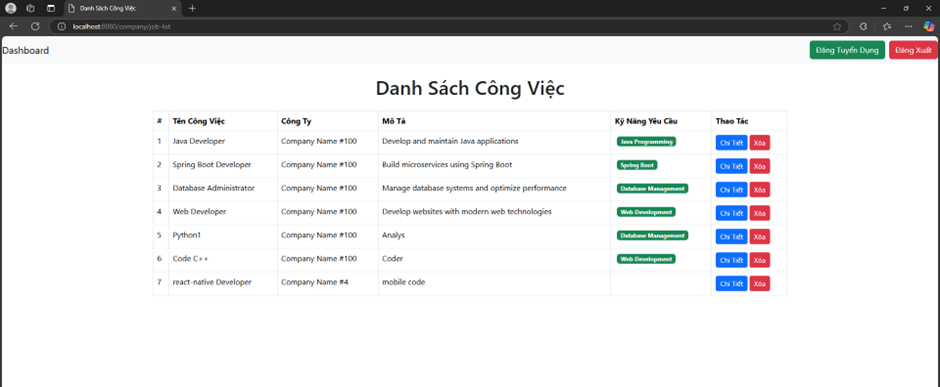 Danh Sách Công Việc
localhost:8080/company/job-list
Dashboard
Đăng Tuyển Dụng
Đăng Xuất
Danh Sách Công Việc
# Tên Công Việc Công Ty Mô Tả Kỹ Năng Yêu Cầu Thao Tác
1 Java Developer Company Name #100 Develop and maintain Java applications Java Programming Chi Tiết Xóa
2 Spring Boot Developer Company Name #100 Build microservices using Spring Boot Spring Boot Chi Tiết Xóa
3 Database Administrator Company Name #100 Manage database systems and optimize performance Database Management Chi Tiết Xóa
4 Web Developer Company Name #100 Develop websites with modern web technologies Web Development Chi Tiết Xóa
5 Python1 Company Name #100 Analys Database Management Chi Tiết Xóa
6 Code C++ Company Name #100 Coder Web Development Chi Tiết Xóa
7 react-native Developer Company Name #4 mobile code Chi Tiết Xóa